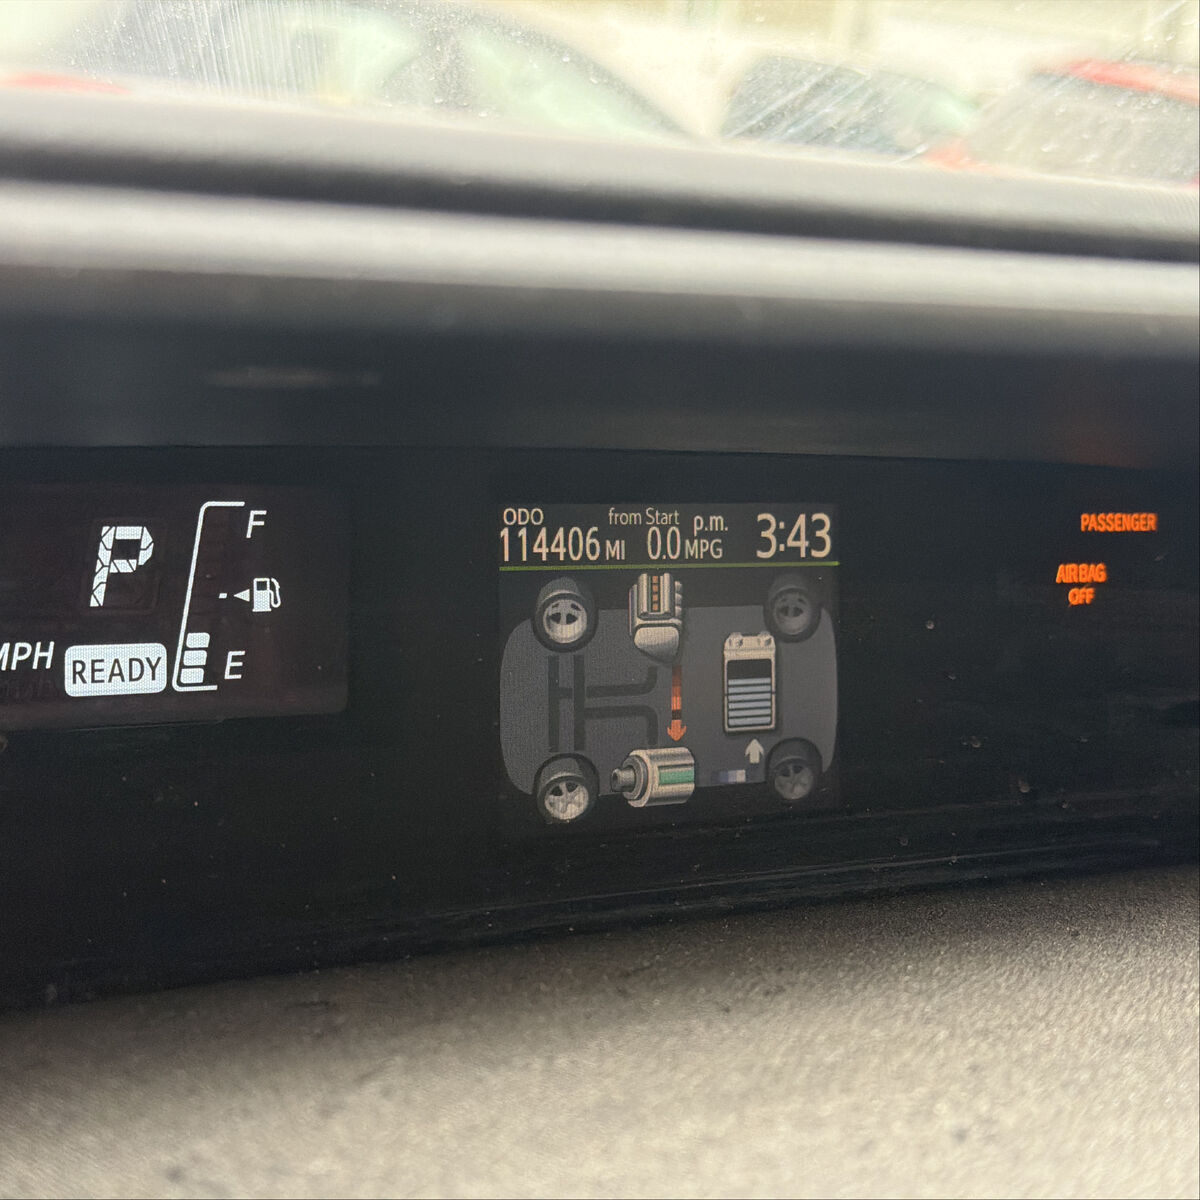 P
F
E
MPH
READY
ODO
114406 MI
from Start
0.0 MPG
p.m.
3:43
PASSENGER
AIRBAG
OFF